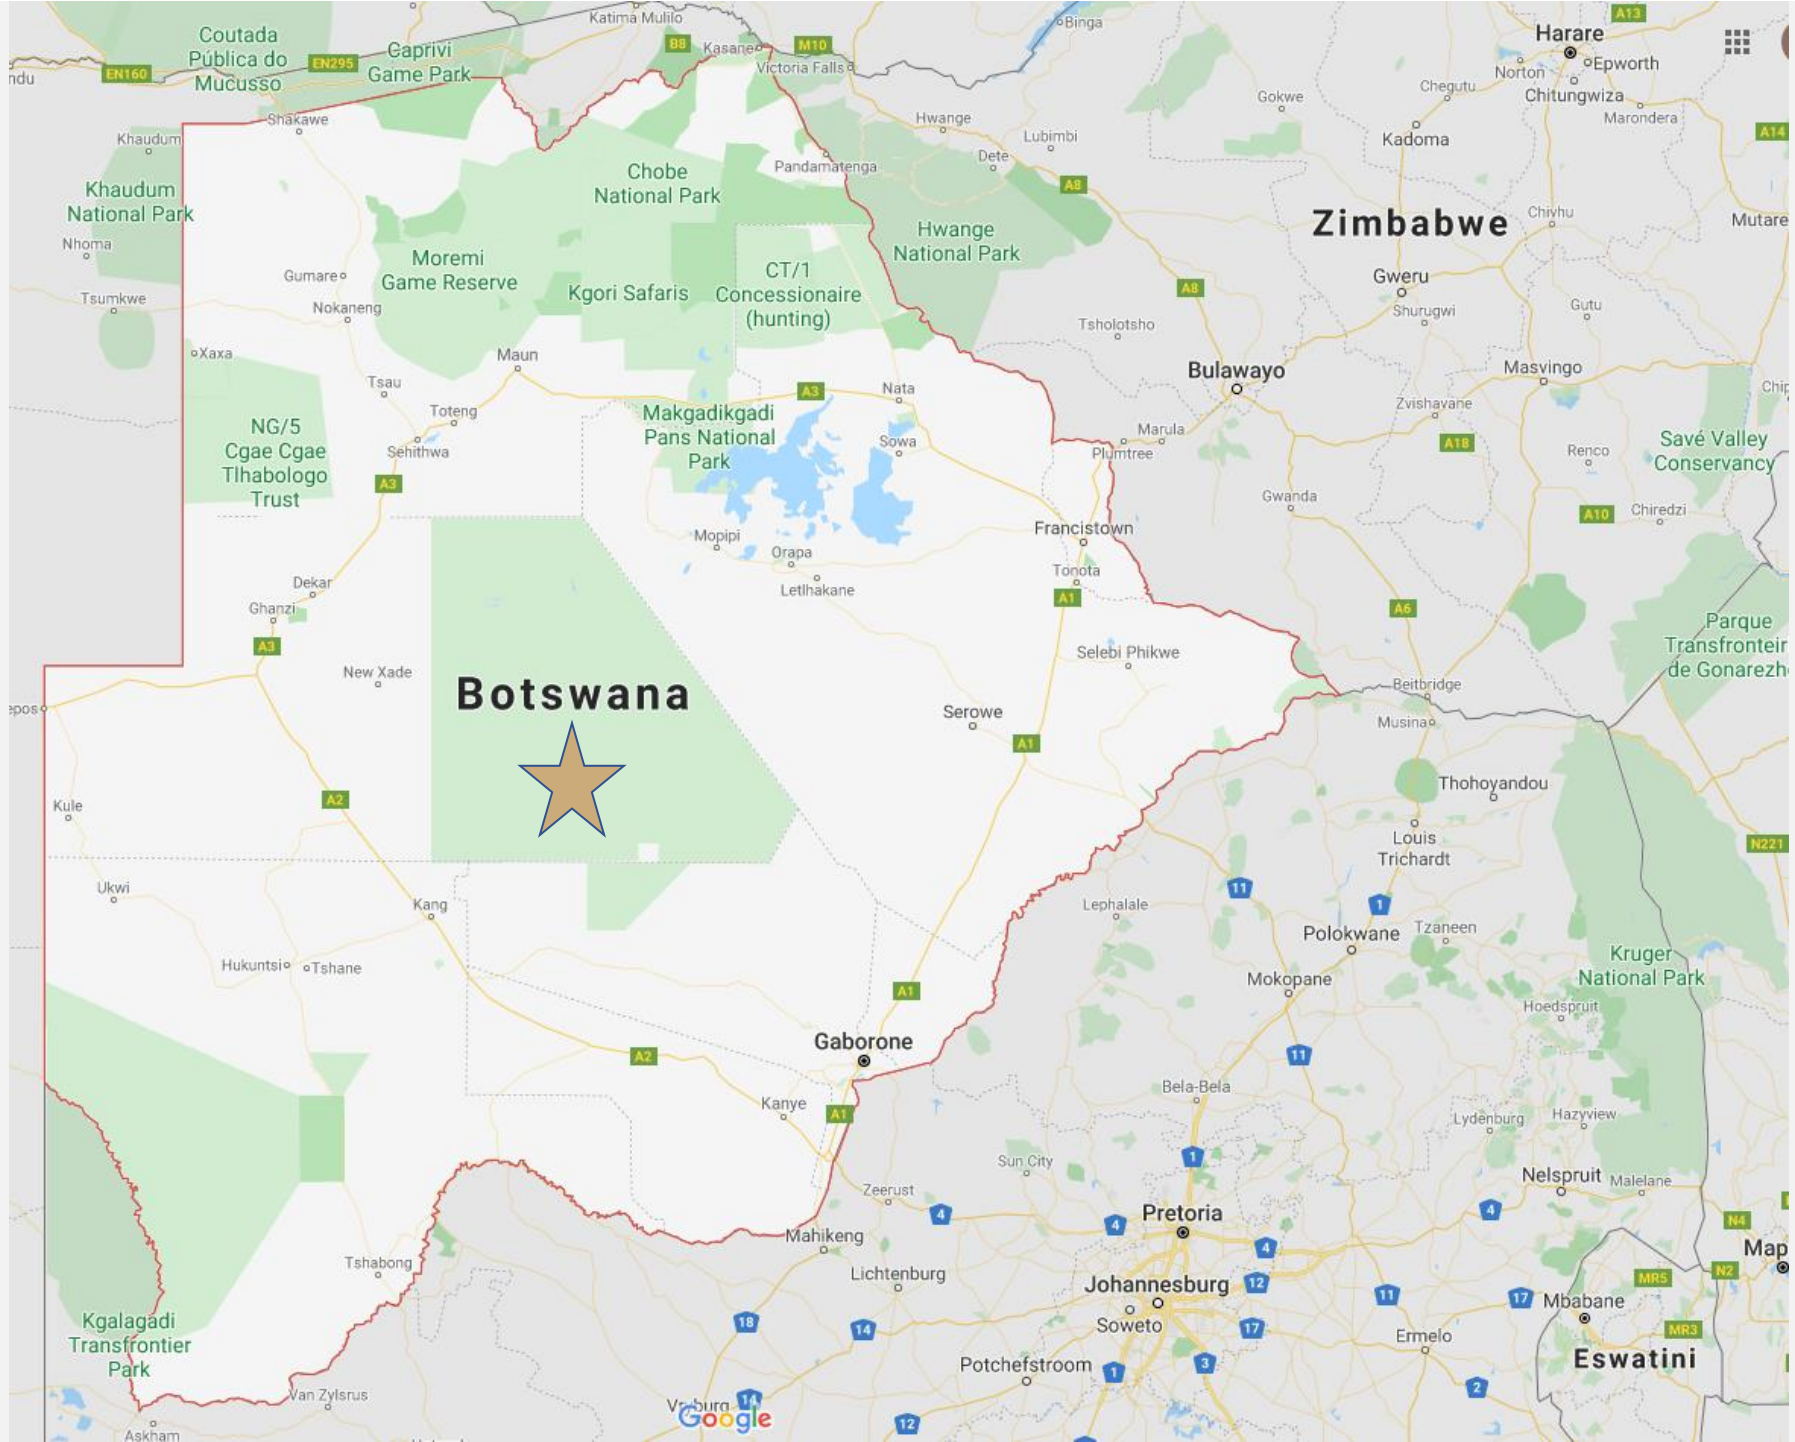 Coutada
Pública do
Mucusso
EN160
EN295
Caprivi
Game Park
Katima Mulilo
B8
Kasane
M10
Victoria Falls
Binga
A13
Harare
Norton
Epworth
Chegutu
Chitungwiza
Marondera
Gokwe
Kadoma
A14
Shakawe
Khaudum
Khaudum
National Park
Nhoma
Tsumkwe
Hwange
Lubimbi
Dete
Pandamatenga
A8
Chobe
National Park
Hwange
National Park
Zimbabwe
Chivhu
Mutare
Moremi
Game Reserve
Gumare
Nokaneng
Kgori Safaris
CT/1
Concessionaire
(hunting)
A8
Gweru
Shurugwi
Gutu
Tsholotsho
Xaxa
Maun
Tsau
Toteng
Sehithwa
A3
Nata
Bulawayo
Masvingo
Zvishavane
NG/5
Cgae Cgae
Tlhabologo
Trust
A3
Makgadikgadi
Pans National
Park
Sowa
Marula
Plumtree
A18
Renco
Savé Valley
Conservancy
Gwanda
A10
Chiredzi
Francistown
Mopipi
Orapa
Letlhakane
Tonota
A1
Dekar
Ghanzi
A3
A6
Parque
Transfronteir
de Gonarezh
New Xade
Botswana
Selebi Phikwe
Serowe
Beitbridge
Musina
A1
Kule
A2
Thohoyandou
Louis
Trichardt
N221
Ukwi
Kang
11
1
Lephalale
Polokwane
Tzaneen
Hukuntsi
Tshane
Mokopane
Kruger
National Park
A1
Hoedspruit
Gaborone
A2
11
Bela-Bela
Kanye
A1
Lydenburg
Hazyview
Sun City
1
Zeerust
Nelspruit
Malelane
4
4
Pretoria
4
4
N4
Mahikeng
Map
Tshabong
Lichtenburg
Johannesburg
12
MR5
N2
11
17
Mbabane
Soweto
Kgalagadi
Transfrontier
Park
18
14
17
Ermelo
MR3
Potchefstroom
1
3
Eswatini
2
Van Zylsrus
14
Google
12
Askham